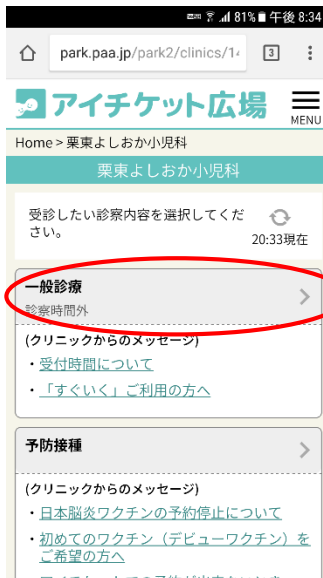 81% 午後 8:34
park.paa.jp/park2/clinics/14
3
アイチケット広場
MENU
Home > 栗東よしおか小児科
栗東よしおか小児科
受診したい診察内容を選択してくだ
さい。
20:33現在
一般診療
診察時間外
(クリニックからのメッセージ)
・受付時間について
・「すぐいく」ご利用の方へ
予防接種
(クリニックからのメッセージ)
・日本脳炎ワクチンの予約停止について
・初めてのワクチン（デビューワクチン）を
ご希望の方へ